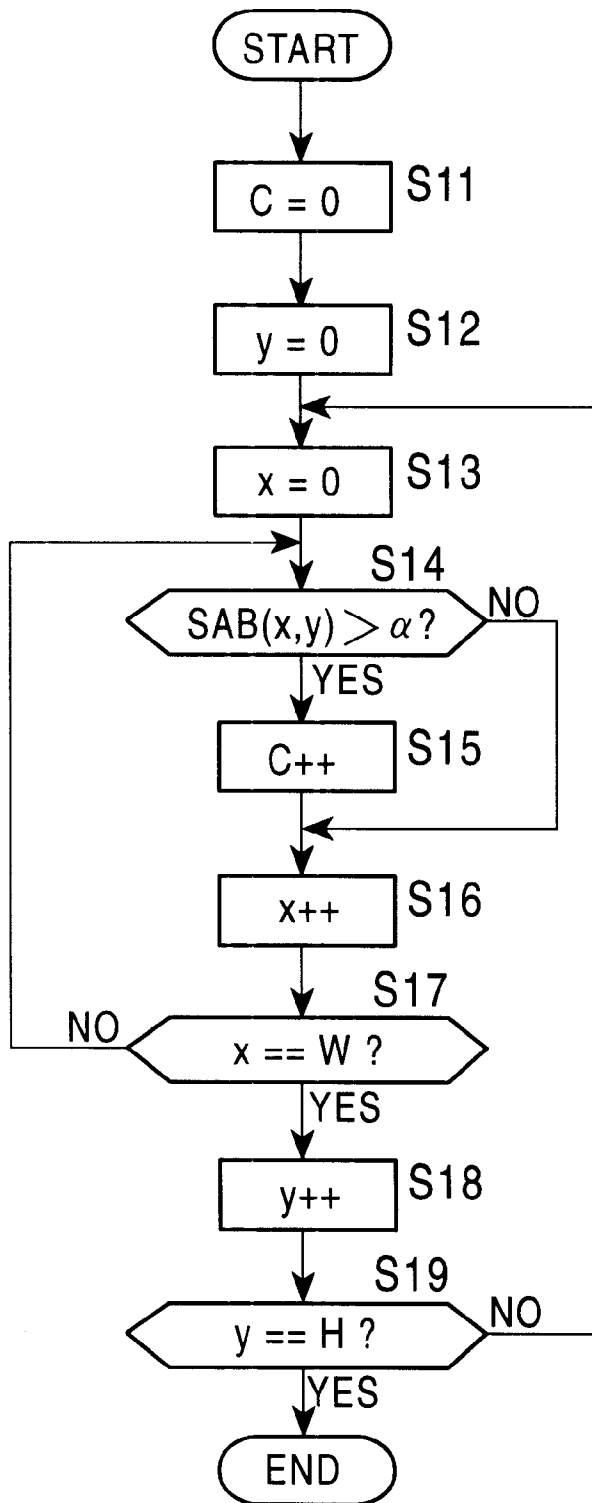 START
C = 0
S11
y = 0
S12
x = 0
S13
S14
SAB(x,y) > α?
NO
YES
C++
S15
x++
S16
S17
NO
x == W ?
YES
y++
S18
S19
y == H ?
NO
YES
END